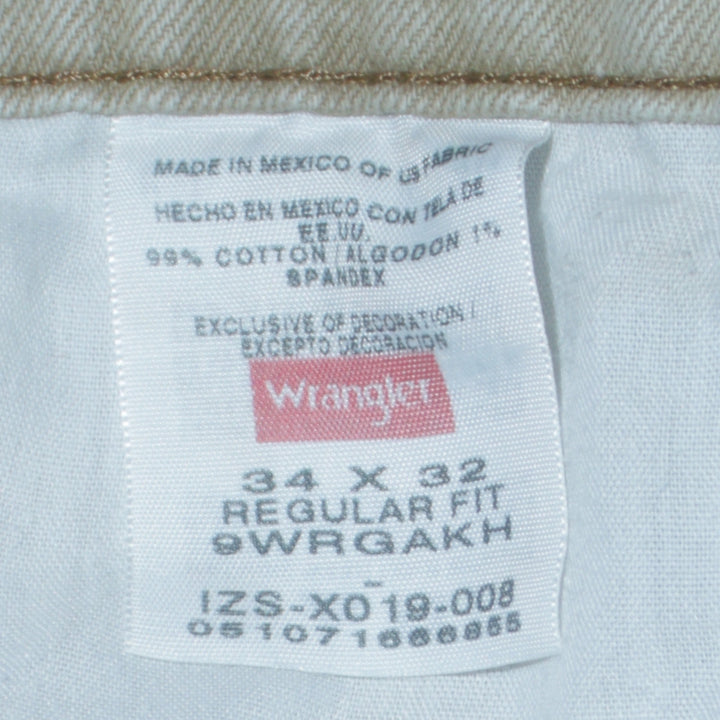 MADE IN MEXICO OF US FABRIC
HECHO EN MEXICO CON TELA DE
EE.UU.
99% COTTON / ALGODON 1%
SPANDEX
EXCLUSIVE OF DECORATION /
EXCEPTO DECORACION
Wrangler
34 X 32
REGULAR FIT
9WRGAKH
IZS-X019-008